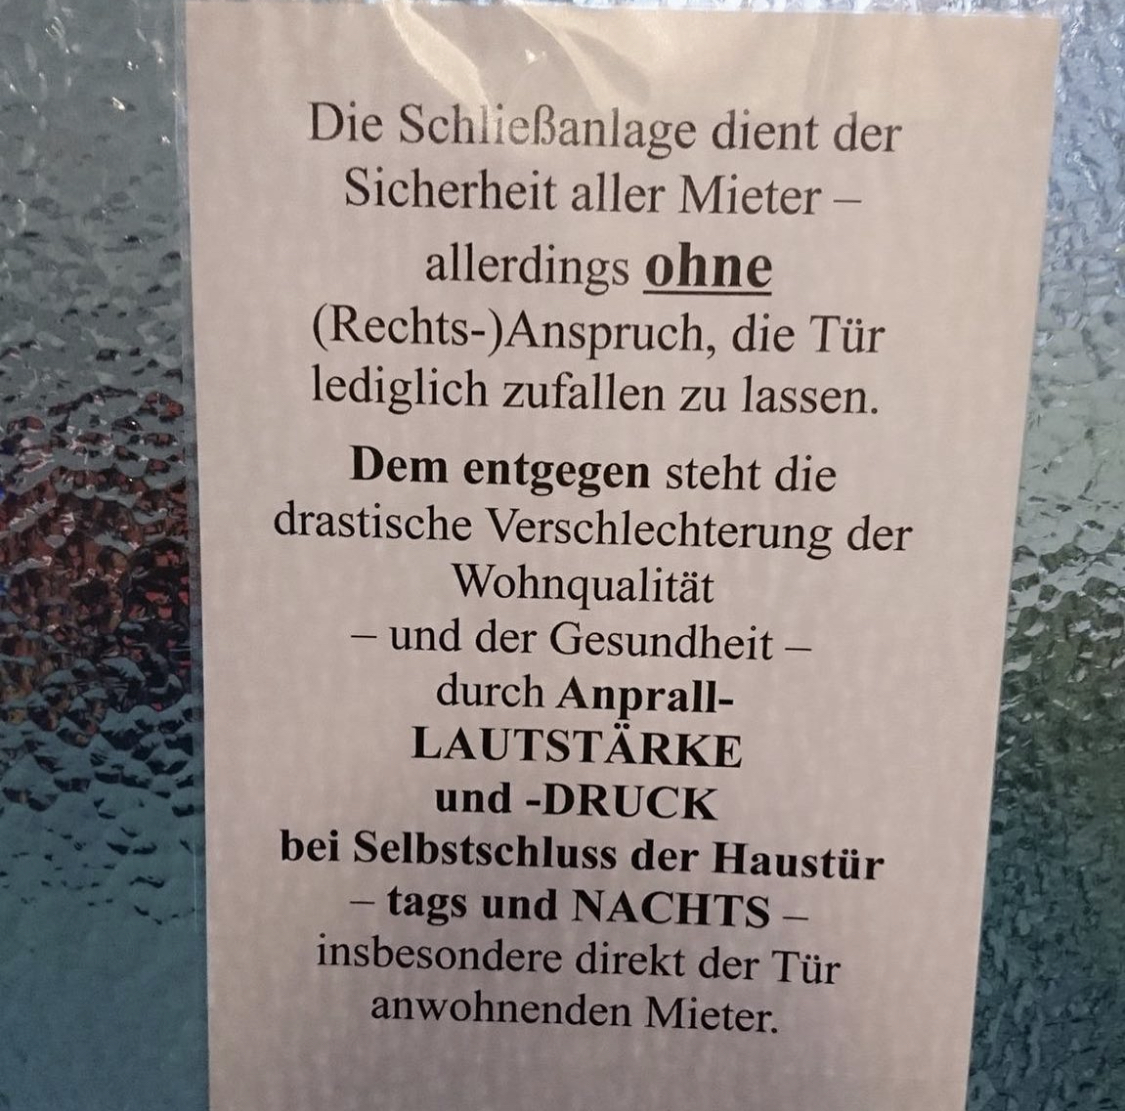 Die Schließanlage dient der
Sicherheit aller Mieter –
allerdings ohne
(Rechts-)Anspruch, die Tür
lediglich zufallen zu lassen.
Dem entgegen steht die
drastische Verschlechterung der
Wohnqualität
– und der Gesundheit –
durch Anprall-
LAUTSTÄRKE
und -DRUCK
bei Selbstschluss der Haustür
– tags und NACHTS –
insbesondere direkt der Tür
anwohnenden Mieter.